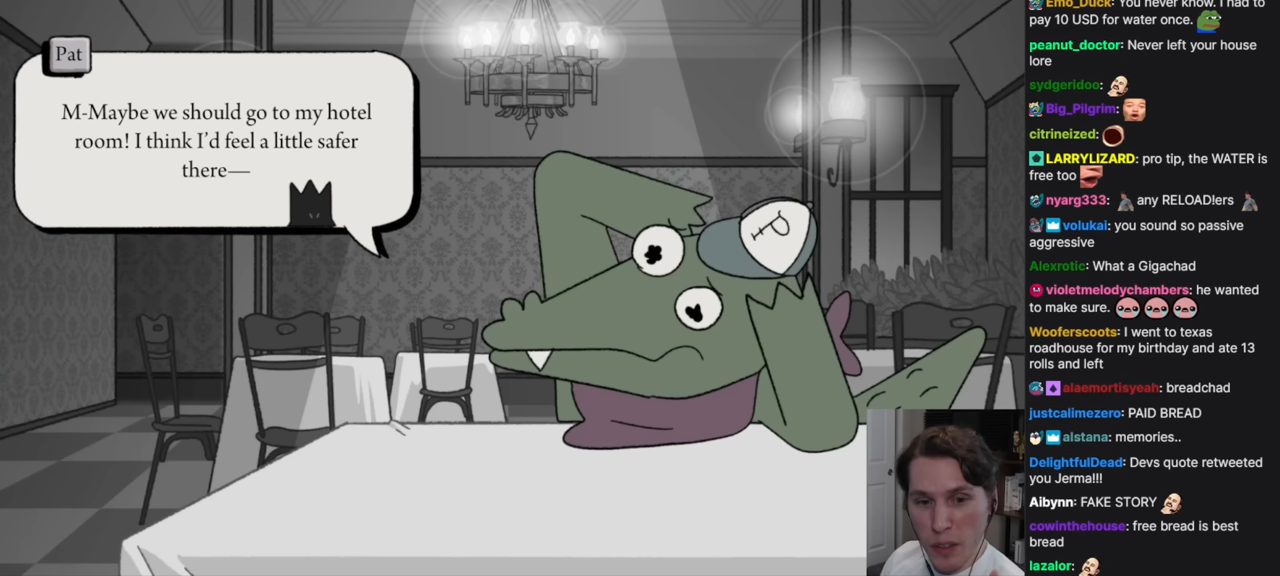 Pat
M-Maybe we should go to my hotel
room! I think I'd feel a little safer
there—
P
Emo_Duck: You never know. I had to
pay 10 USD for water once.
peanut_doctor: Never left your house
lore
sydgeridoo:
Big_Pilgrim:
citrineized:
LARRYLIZARD: pro tip, the WATER is
free too
nyarg333: any RELOAD!ers
volukai: you sound so passive
aggressive
Alexrotic: What a Gigachad
violetmelodychambers: he wanted
to make sure.
Wooferscoots: I went to texas
roadhouse for my birthday and ate 13
rolls and left
alaemortisyeah: breadchad
justcalimezero: PAID BREAD
alstana: memories..
DelightfulDead: Devs quote retweeted
you Jerma!!!
Aibynn: FAKE STORY
cowinthehouse: free bread is best
bread
lazalor: